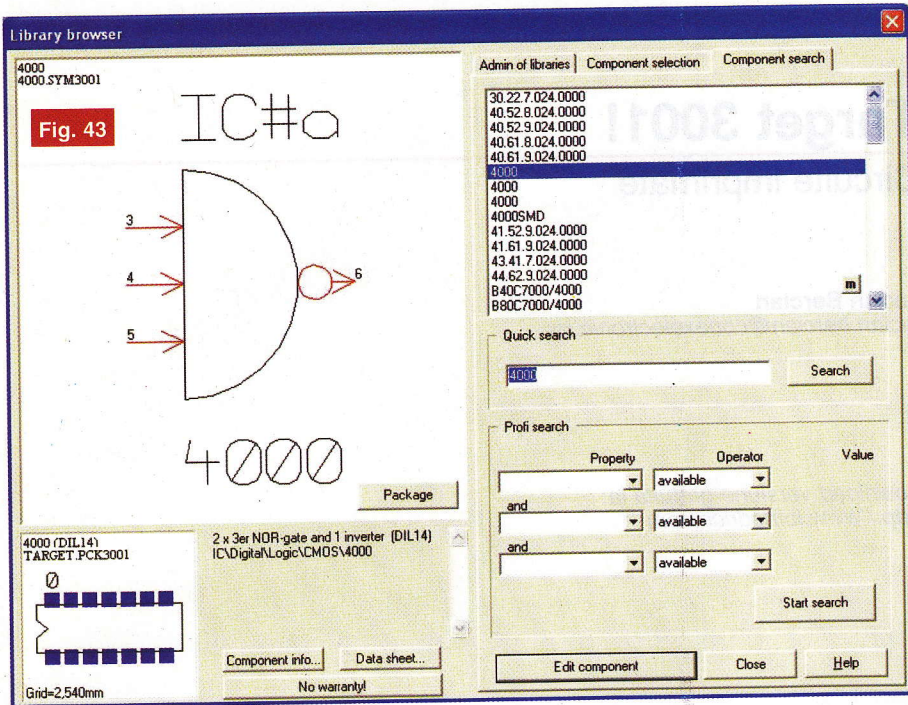 Library browser
4000
4000.SYM3001
Fig. 43
IC#a
3
4
5
6
4000
Package
4000 (DIL14)
TARGET.PCK3001
0
Grid=2,540mm
2 x 3er NOR-gate and 1 inverter (DIL14)
IC\Digital\Logic\CMOS\4000
Component info...
Data sheet...
No warranty!
Admin of libraries
Component selection
Component search
30.22.7.024.0000
40.52.8.024.0000
40.52.9.024.0000
40.61.8.024.0000
40.61.9.024.0000
4000
4000
4000
4000SMD
41.52.9.024.0000
41.61.9.024.0000
43.41.7.024.0000
44.62.9.024.0000
B40C7000/4000
B80C7000/4000
m
Quick search
4000
Search
Profi search
Property Operator Value
available
and
available
and
available
Start search
Edit component
Close
Help